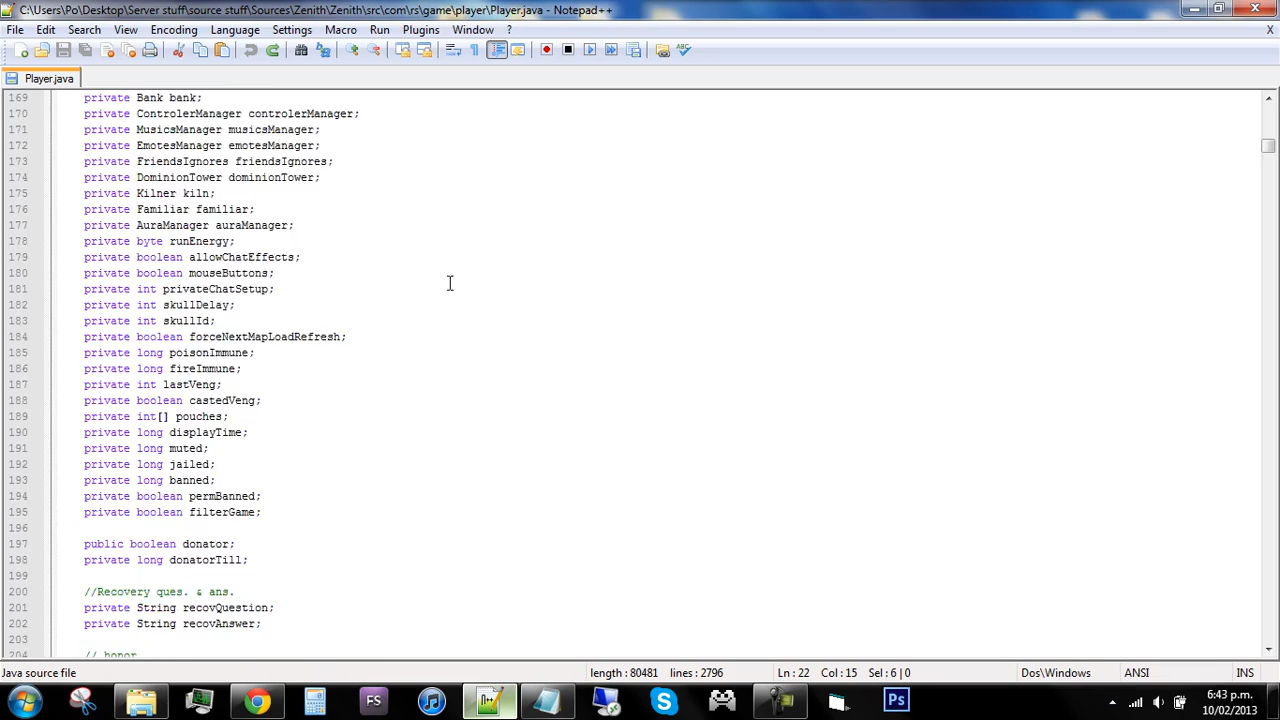 C:\Users\Po\Desktop\Server stuff\source stuff\Sources\Zenith\Zenith\src\com\rs\game\player\Player.java - Notepad++
File Edit Search View Encoding Language Settings Macro Run Plugins Window ? X
Player.java
169 private Bank bank;
170 private ControlerManager controlerManager;
171 private MusicsManager musicsManager;
172 private EmotesManager emotesManager;
173 private FriendsIgnores friendsIgnores;
174 private DominionTower dominionTower;
175 private Kilner kiln;
176 private Familiar familiar;
177 private AuraManager auraManager;
178 private byte runEnergy;
179 private boolean allowChatEffects;
180 private boolean mouseButtons;
181 private int privateChatSetup;
182 private int skullDelay;
183 private int skullId;
184 private boolean forceNextMapLoadRefresh;
185 private long poisonImmune;
186 private long fireImmune;
187 private int lastVeng;
188 private boolean castedVeng;
189 private int[] pouches;
190 private long displayTime;
191 private long muted;
192 private long jailed;
193 private long banned;
194 private boolean permBanned;
195 private boolean filterGame;
196
197 public boolean donator;
198 private long donatorTill;
199
200 //Recovery ques. & ans.
201 private String recovQuestion;
202 private String recovAnswer;
203
204 // honor
Java source file length : 80481 lines : 2796 Ln : 22 Col : 15 Sel : 6 | 0 Dos\Windows ANSI INS
FS Ps 6:43 p.m.
10/02/2013